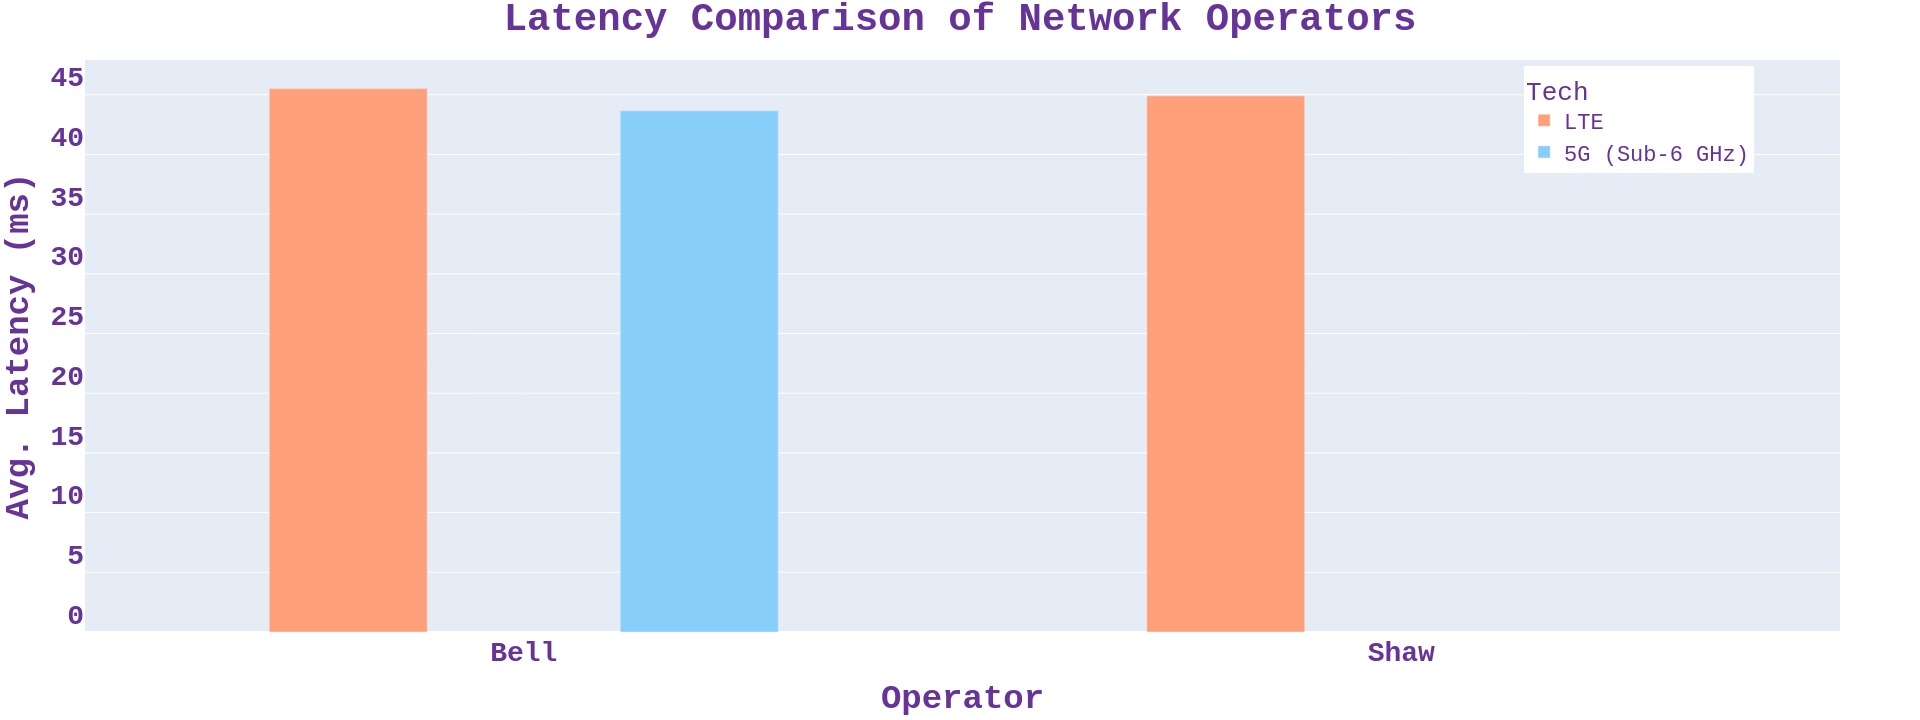 Latency Comparison of Network Operators
Avg. Latency (ms)
45
40
35
30
25
20
15
10
5
0
Tech
LTE
5G (Sub-6 GHz)
Bell
Shaw
Operator